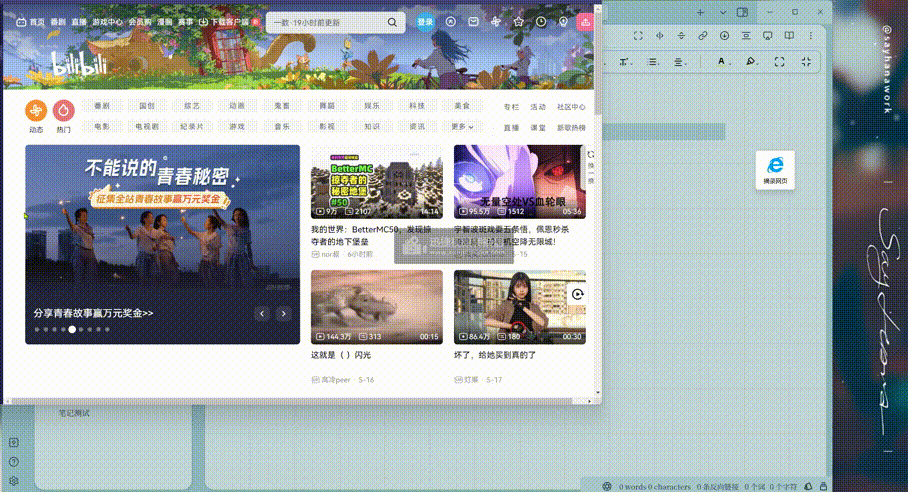 首页 番剧 直播 游戏中心 会员购 漫画 赛事 下载客户端
一数 ·19小时前更新
登录
bilibili
动态
热门
番剧 国创 综艺 动画 鬼畜 舞蹈 娱乐 科技 美食
电影 电视剧 纪录片 游戏 音乐 影视 知识 资讯 更多
专栏 活动 社区中心
直播 课堂 新歌热榜
不能说的青春秘密
征集全站青春故事赢万元奖金
分享青春故事赢万元奖金>>
BetterMC
掠夺者的
秘密地堡
#50
9万 2107 14:14
我的世界：BetterMC50，发现掠
夺者的地下堡垒
nor叔 · 6小时前
无量空处VS血轮眼
95.5万 1512 05:36
宇智波斑戏耍五条悟，佩恩秒杀
换一换
144.3万 313 00:15
这就是（ ）闪光
高冷peer · 5-16
86.4万 180 00:30
坏了，给她买到真的了
灯果 · 5-17
摘录网页
笔记测试
0 words 0 characters 0 条反向链接 0 个词 0 个字符
@sayhanawork